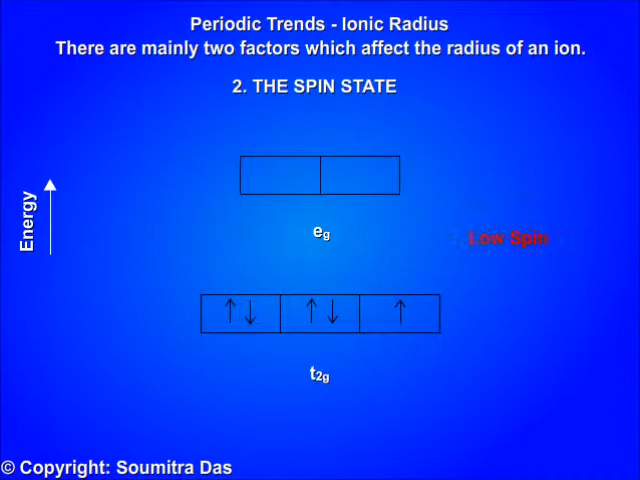 Periodic Trends - Ionic Radius
There are mainly two factors which affect the radius of an ion.
2. THE SPIN STATE
Energy
eg
Low Spin
t2g
© Copyright: Soumitra Das